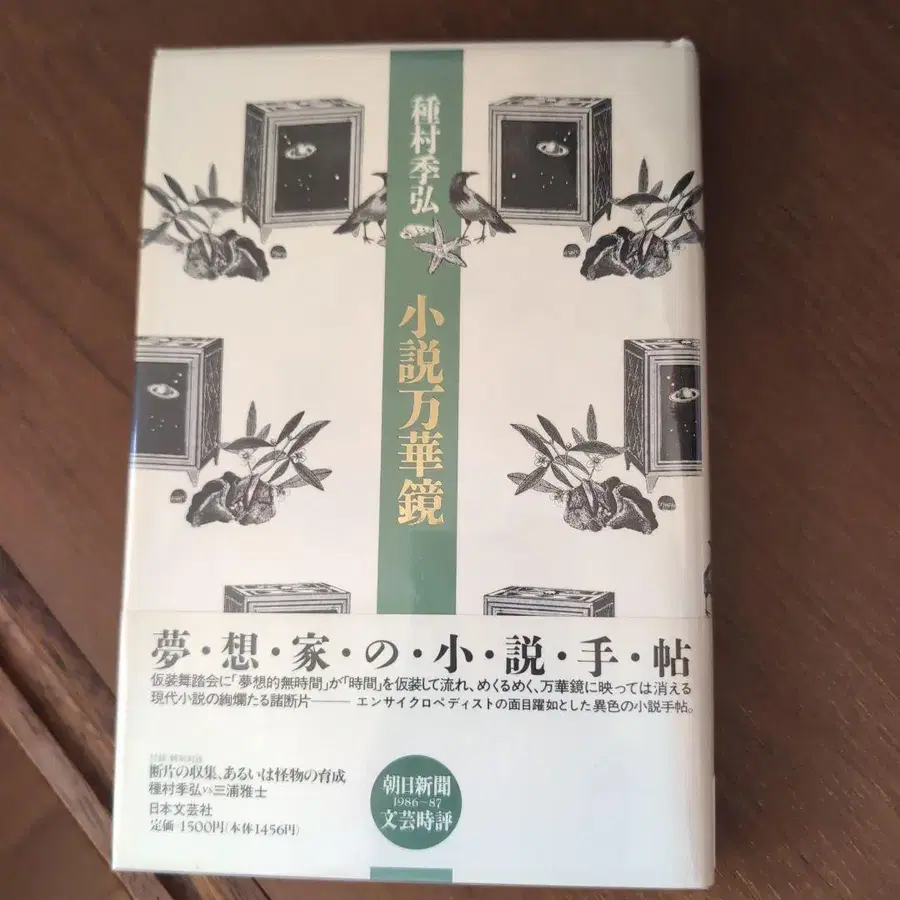 種村季弘
小説万華鏡
夢・想・家・の・小・説・手・帖
仮装舞踏会に「夢想的無時間」が「時間」を仮装して流れ、めくるめく、万華鏡に映っては消える
現代小説の絢爛たる諸断片――エンサイクロペディストの面目躍如とした異色の小説手帖。
断片の収集、あるいは怪物の育成
種村季弘vs三浦雅士
日本文芸社
定価1500円(本体1456円)
朝日新聞
1986〜87
文芸時評